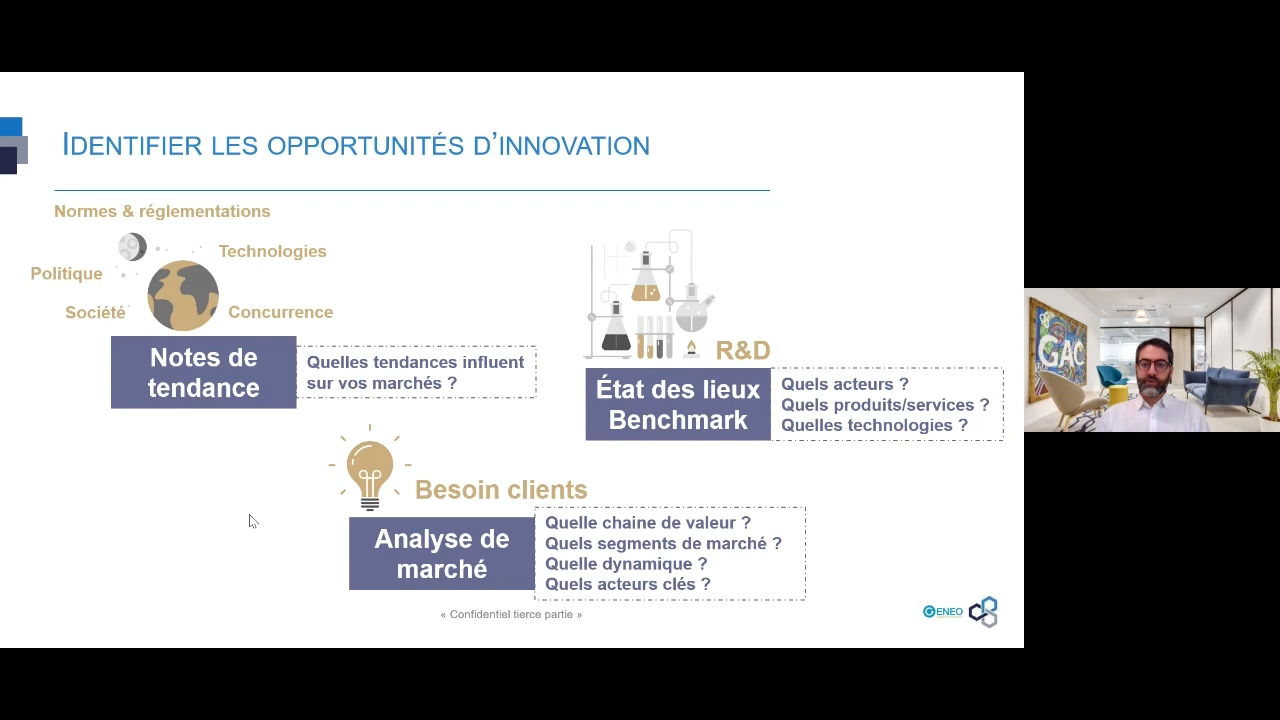 IDENTIFIER LES OPPORTUNITÉS D'INNOVATION
Normes & réglementations
Technologies
Politique
Société
Concurrence
Notes de
tendance
Quelles tendances influent
sur vos marchés ?
R&D
État des lieux
Benchmark
Quels acteurs ?
Quels produits/services ?
Quelles technologies ?
Besoin clients
Analyse de
marché
Quelle chaine de valeur ?
Quels segments de marché ?
Quelle dynamique ?
Quels acteurs clés ?
« Confidentiel tierce partie »
GENEO
GAC